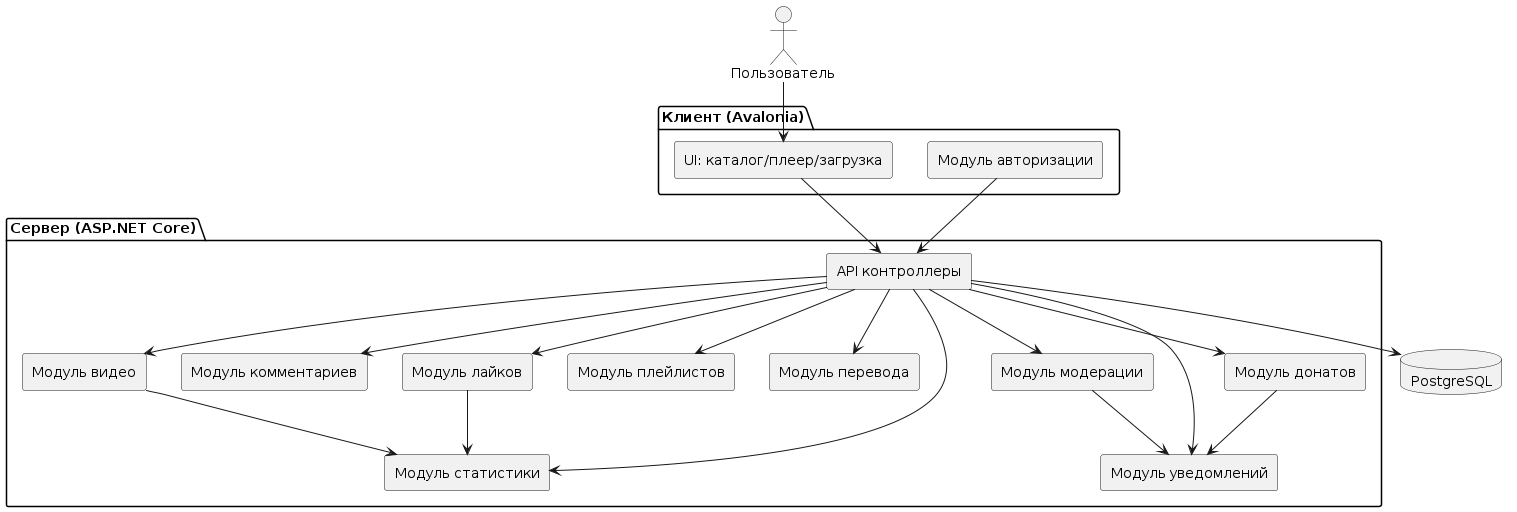 Пользователь
Клиент (Avalonia)
UI: каталог/плеер/загрузка
Модуль авторизации
Сервер (ASP.NET Core)
API контроллеры
Модуль видео
Модуль комментариев
Модуль лайков
Модуль плейлистов
Модуль перевода
Модуль модерации
Модуль донатов
PostgreSQL
Модуль статистики
Модуль уведомлений